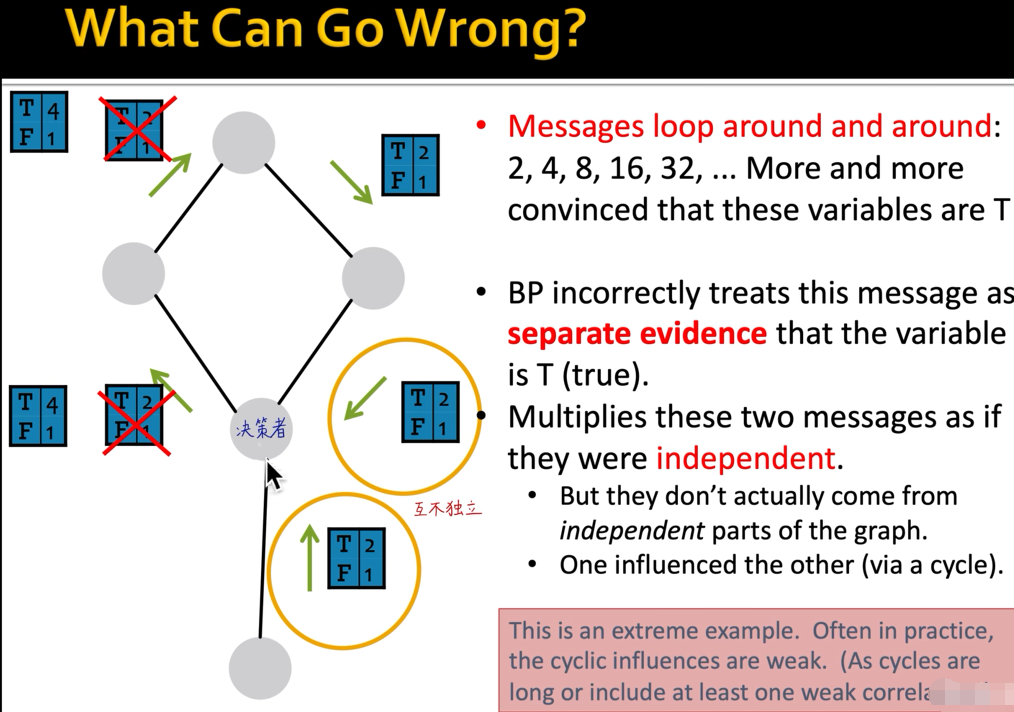 What Can Go Wrong?
T 4
F 1
T 2
F 1
T 2
F 1
• Messages loop around and around:
2, 4, 8, 16, 32, ... More and more
convinced that these variables are T
• BP incorrectly treats this message as
separate evidence that the variable
is T (true).
• Multiplies these two messages as if
they were independent.
• But they don’t actually come from
independent parts of the graph.
• One influenced the other (via a cycle).
T 4
F 1
T 2
F 1
决策者
T 2
F 1
互不独立
T 2
F 1
This is an extreme example. Often in practice,
the cyclic influences are weak. (As cycles are
long or include at least one weak